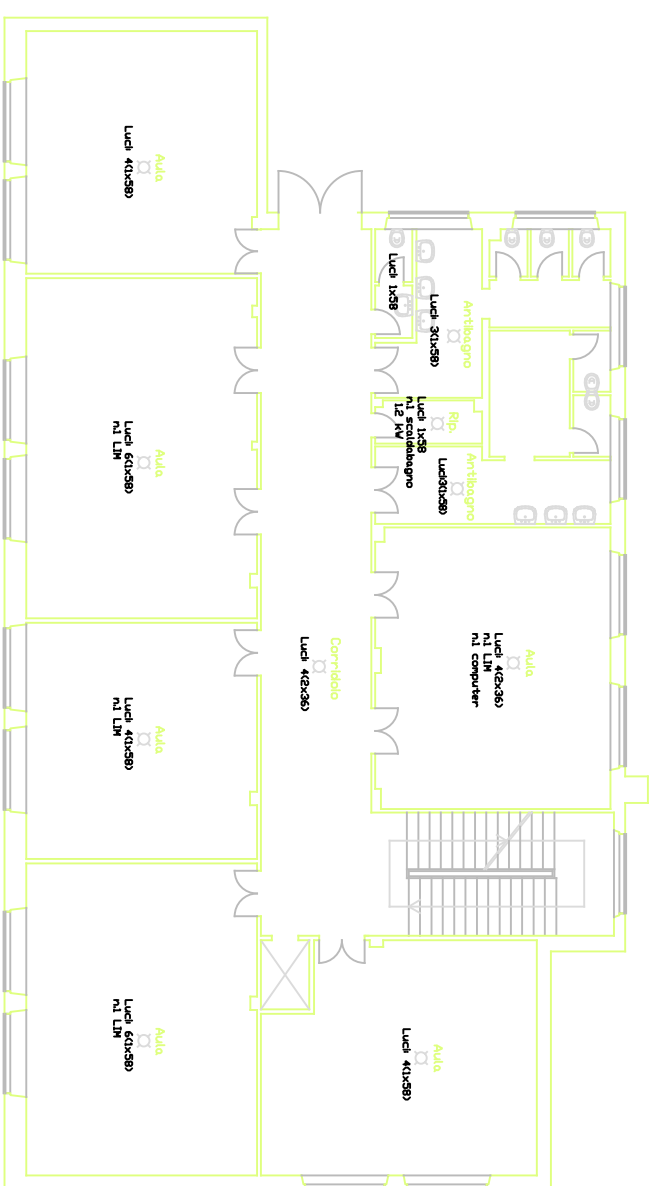 Aula
Luci: 4(1x58)
Luci: 1x58
Antibagno
Luci: 3(1x58)
Rip.
Luci: 1x58
n.1 scaldabagno
1.2 kW
Antibagno
Luci:3(1x58)
Aula
Luci: 6(1x58)
n.1 LIM
Corridoio
Luci: 4(2x36)
Aula
Luci: 4(2x36)
n.1 LIM
n.1 computer
Aula
Luci: 4(1x58)
n.1 LIM
Aula
Luci: 6(1x58)
n.1 LIM
Aula
Luci: 4(1x58)